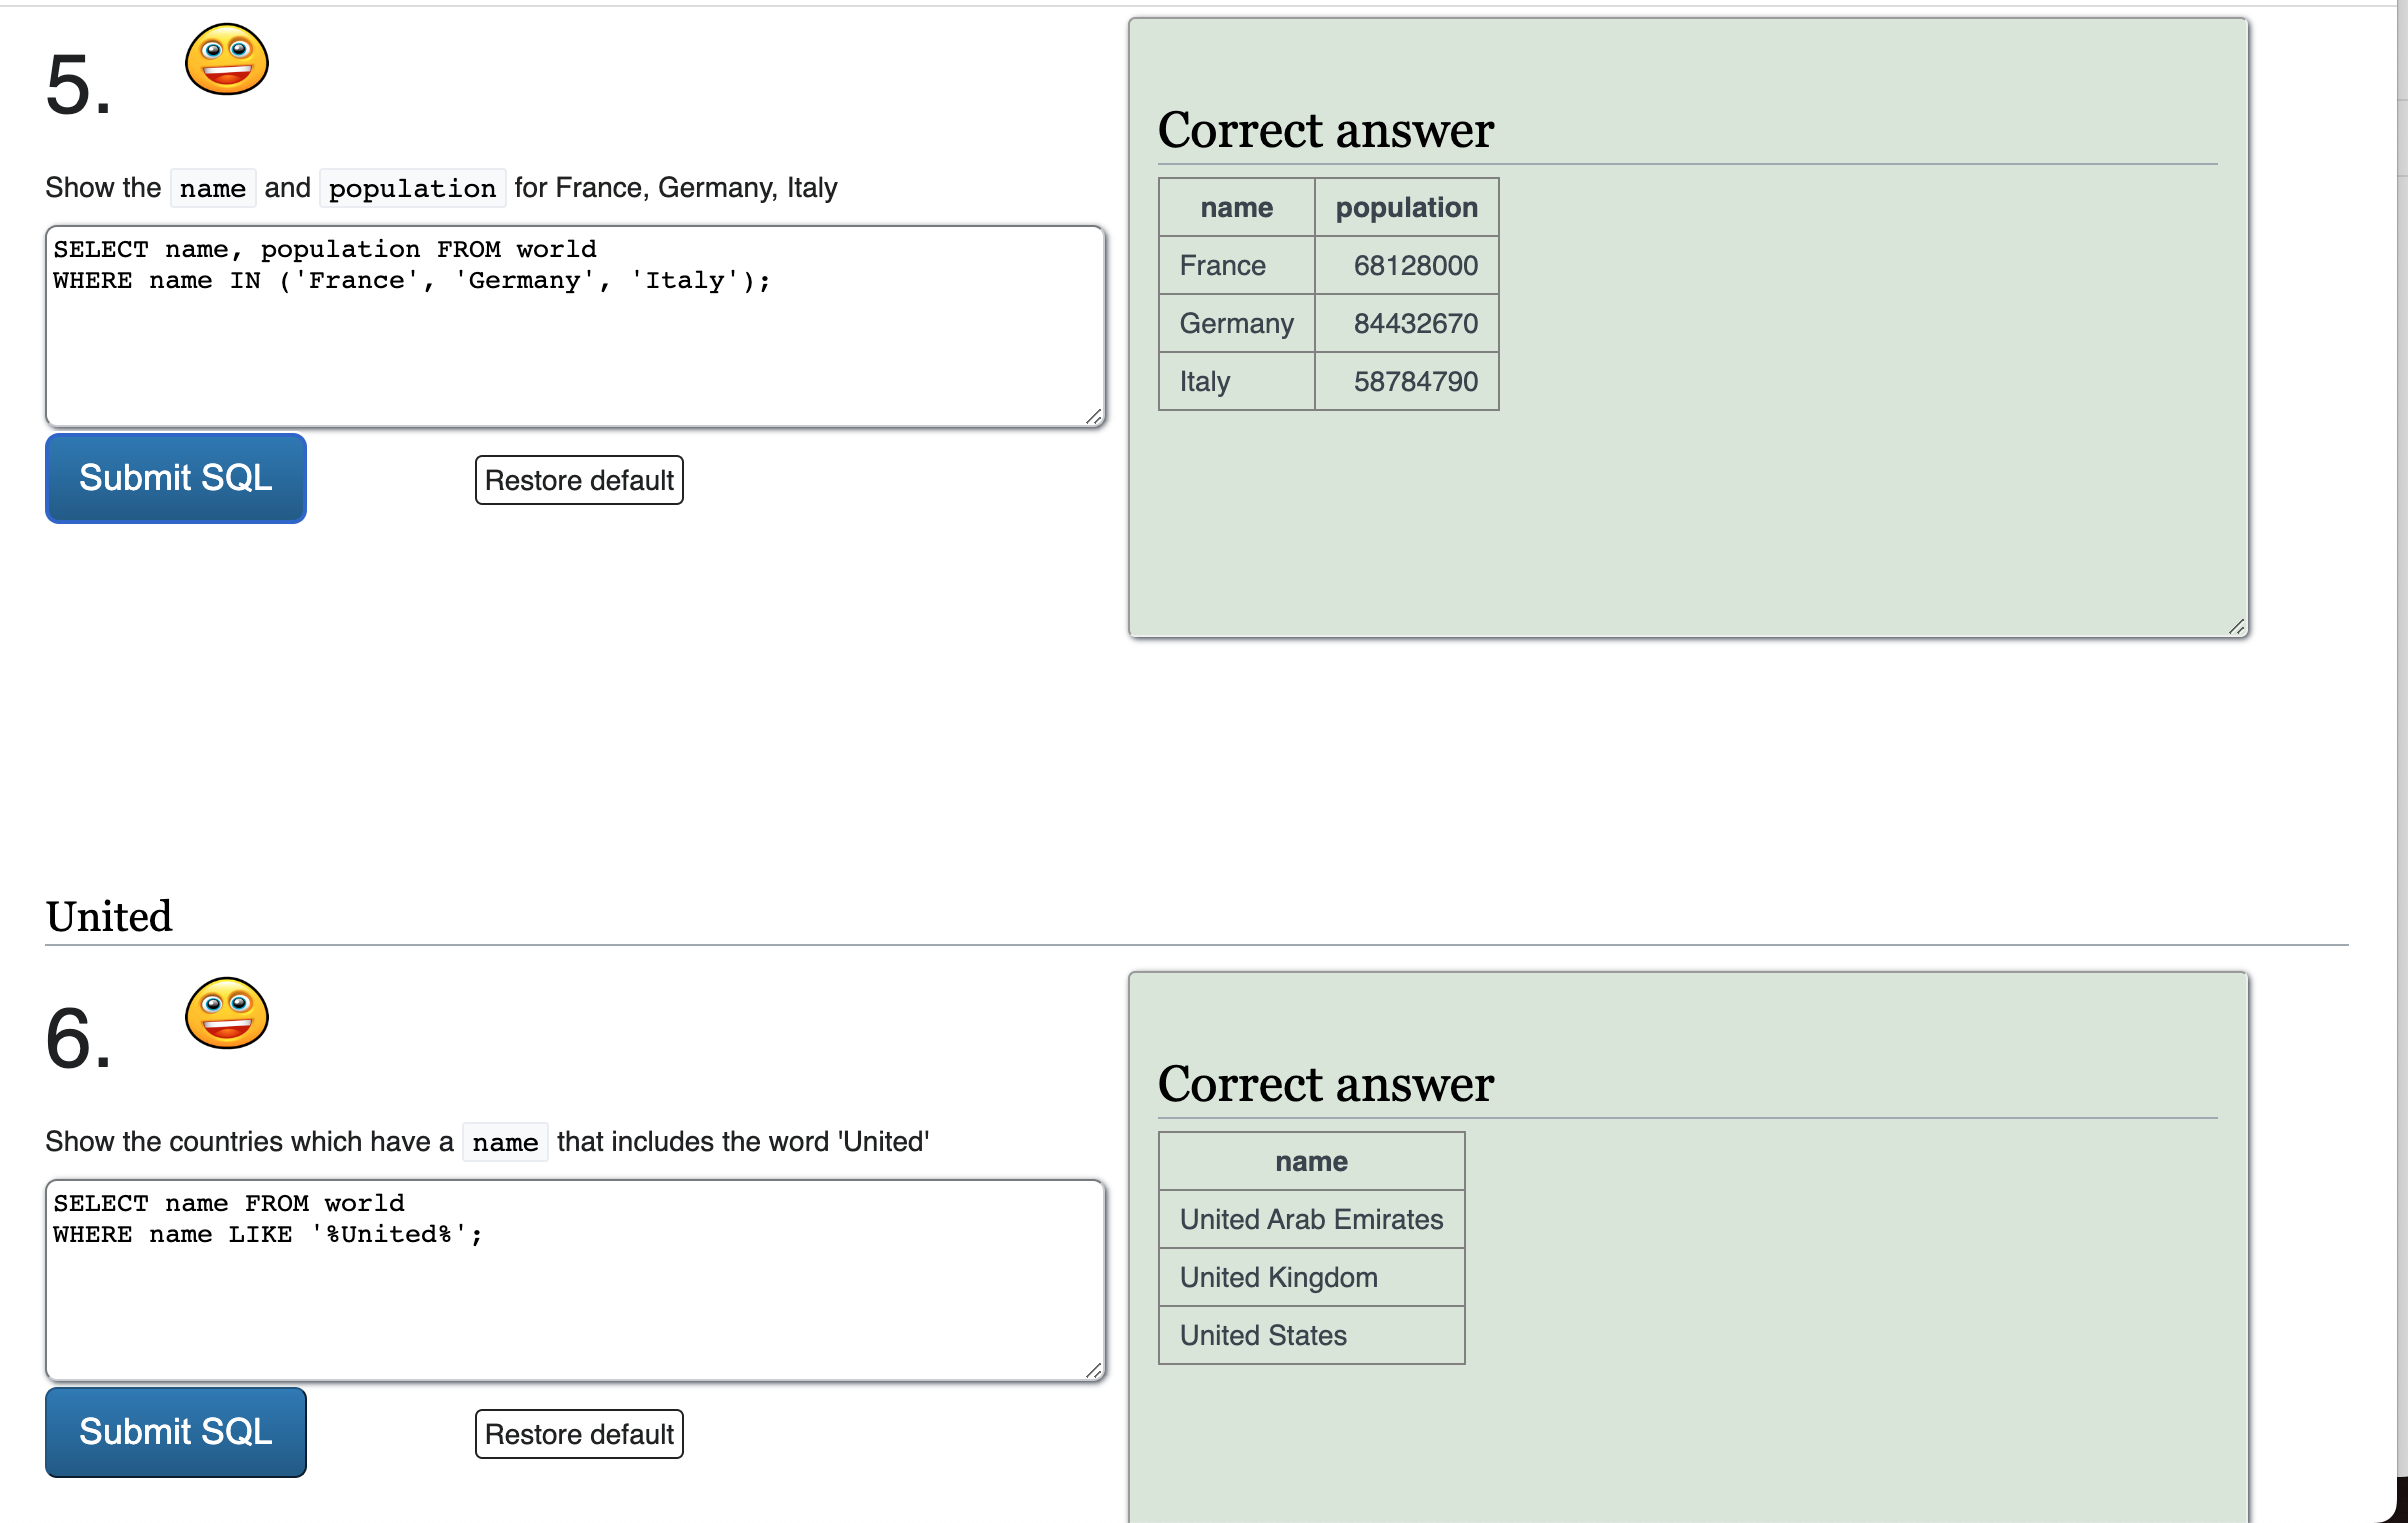 5.
Show the name and population for France, Germany, Italy
SELECT name, population FROM world
WHERE name IN ('France', 'Germany', 'Italy');
Submit SQL
Restore default
Correct answer
name population
France 68128000
Germany 84432670
Italy 58784790
United
6.
Show the countries which have a name that includes the word 'United'
SELECT name FROM world
WHERE name LIKE '%United%';
Submit SQL
Restore default
Correct answer
name
United Arab Emirates
United Kingdom
United States